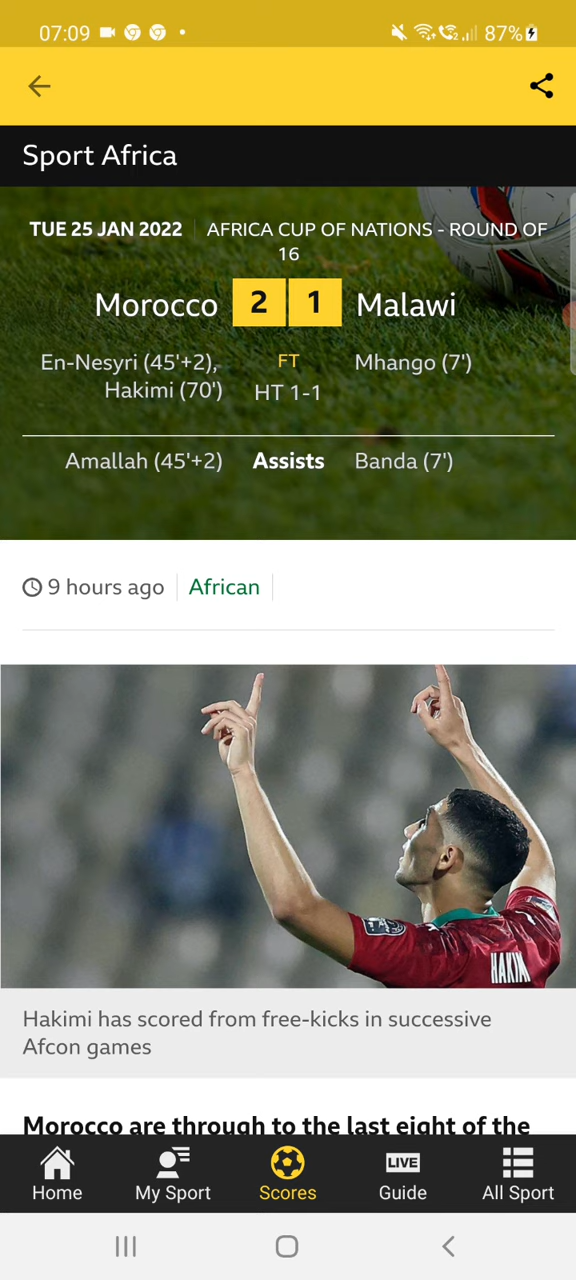 07:09
87%
Sport Africa
TUE 25 JAN 2022 AFRICA CUP OF NATIONS - ROUND OF
16
Morocco 2 1 Malawi
En-Nesyri (45'+2), FT Mhango (7')
Hakimi (70') HT 1-1
Amallah (45'+2) Assists Banda (7')
9 hours ago African
HAKIM
Hakimi has scored from free-kicks in successive
Afcon games
Morocco are through to the last eight of the
LIVE
Home My Sport Scores Guide All Sport